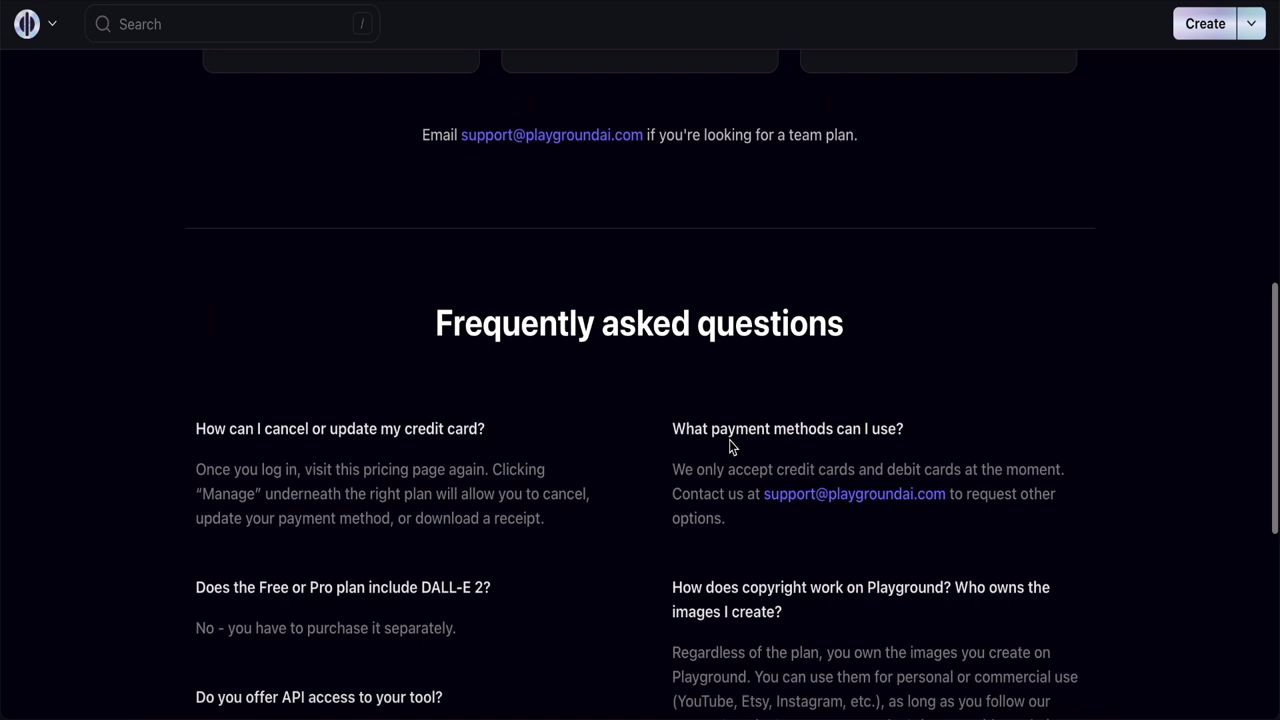 Search
/
Create
Email support@playgroundai.com if you're looking for a team plan.
Frequently asked questions
How can I cancel or update my credit card?
Once you log in, visit this pricing page again. Clicking
“Manage” underneath the right plan will allow you to cancel,
update your payment method, or download a receipt.
What payment methods can I use?
We only accept credit cards and debit cards at the moment.
Contact us at support@playgroundai.com to request other
options.
Does the Free or Pro plan include DALL-E 2?
No - you have to purchase it separately.
How does copyright work on Playground? Who owns the
images I create?
Regardless of the plan, you own the images you create on
Playground. You can use them for personal or commercial use
(YouTube, Etsy, Instagram, etc.), as long as you follow our
Do you offer API access to your tool?